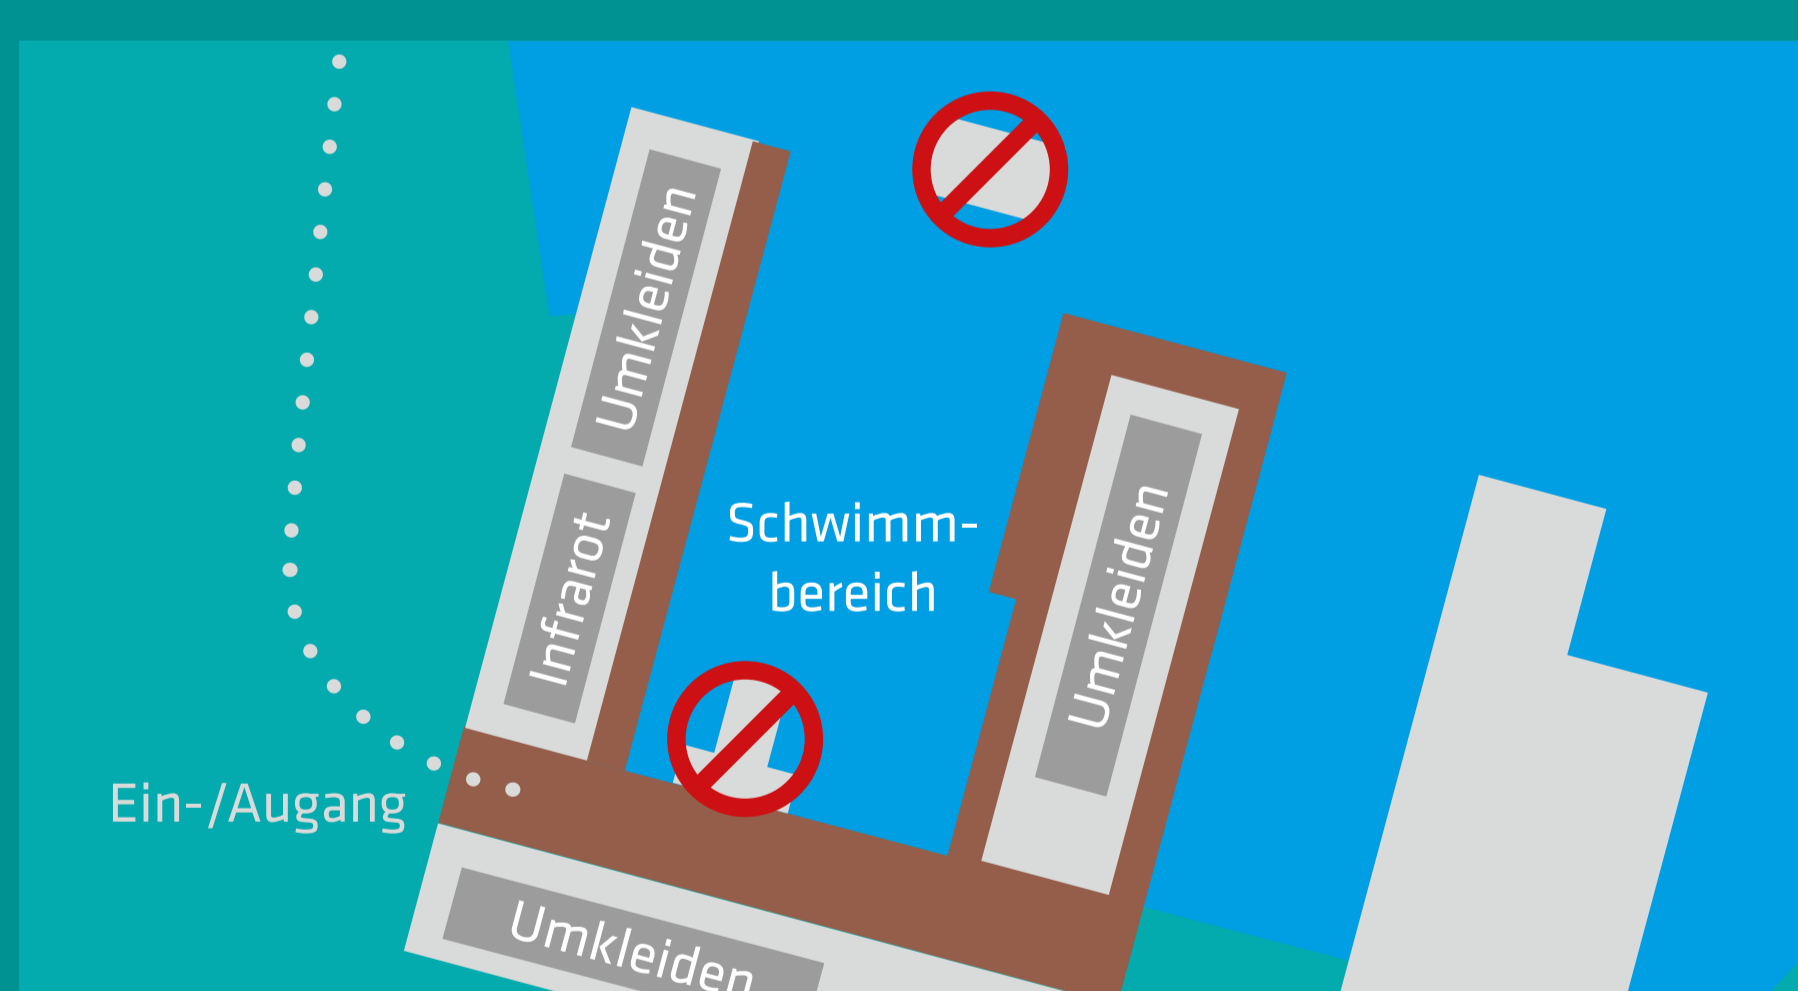 Umkleiden
Infrarot
Schwimm-
bereich
Umkleiden
Ein-/Augang
Umkleiden